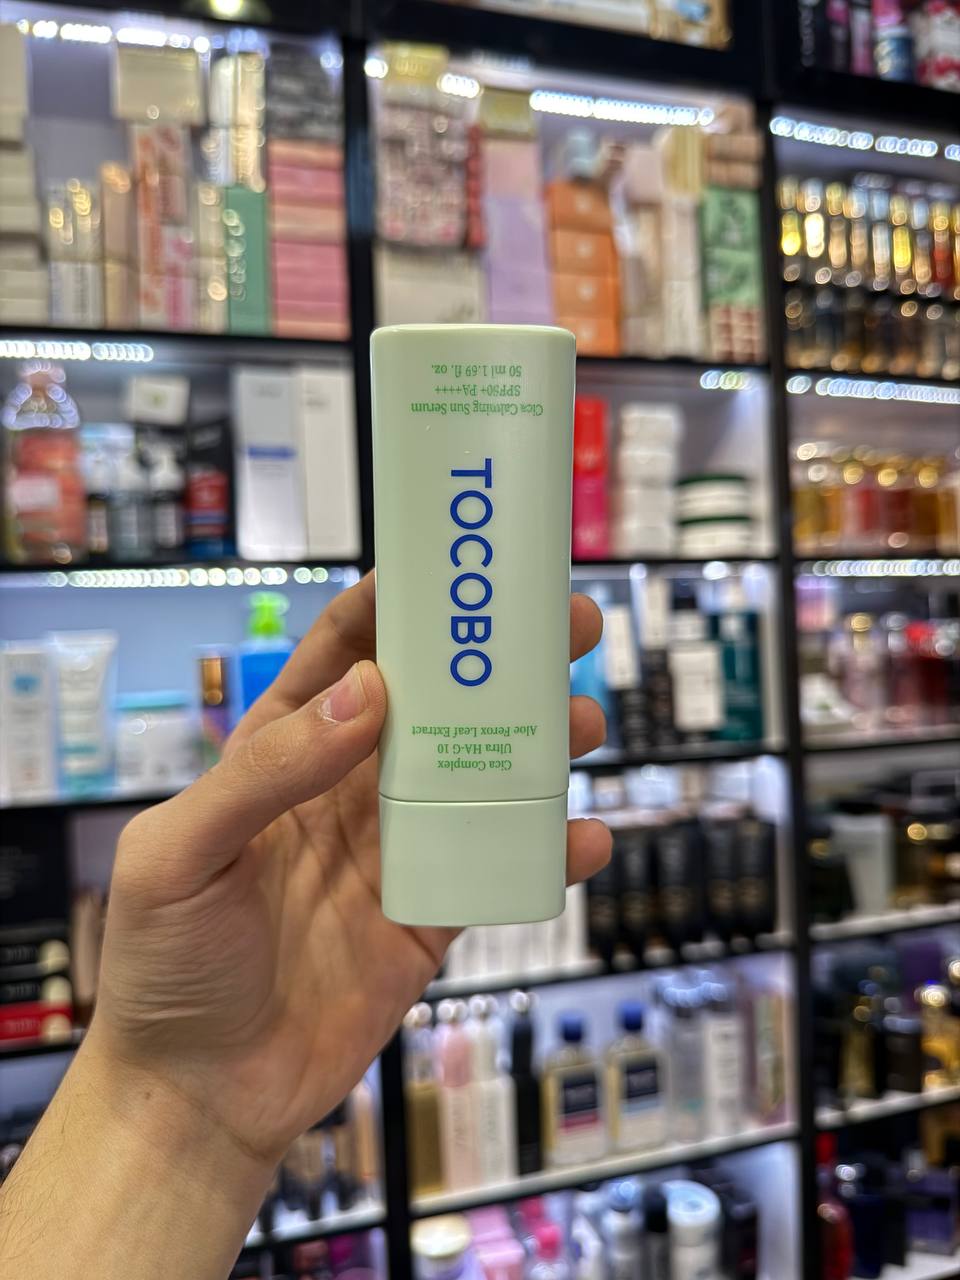 Cica Complex
Ultra HA-G 10
Aloe Ferox Leaf Extract
TOCOBO
Cica Calming Sun Serum
SPF50+ PA++++
50 ml 1.69 fl. oz.